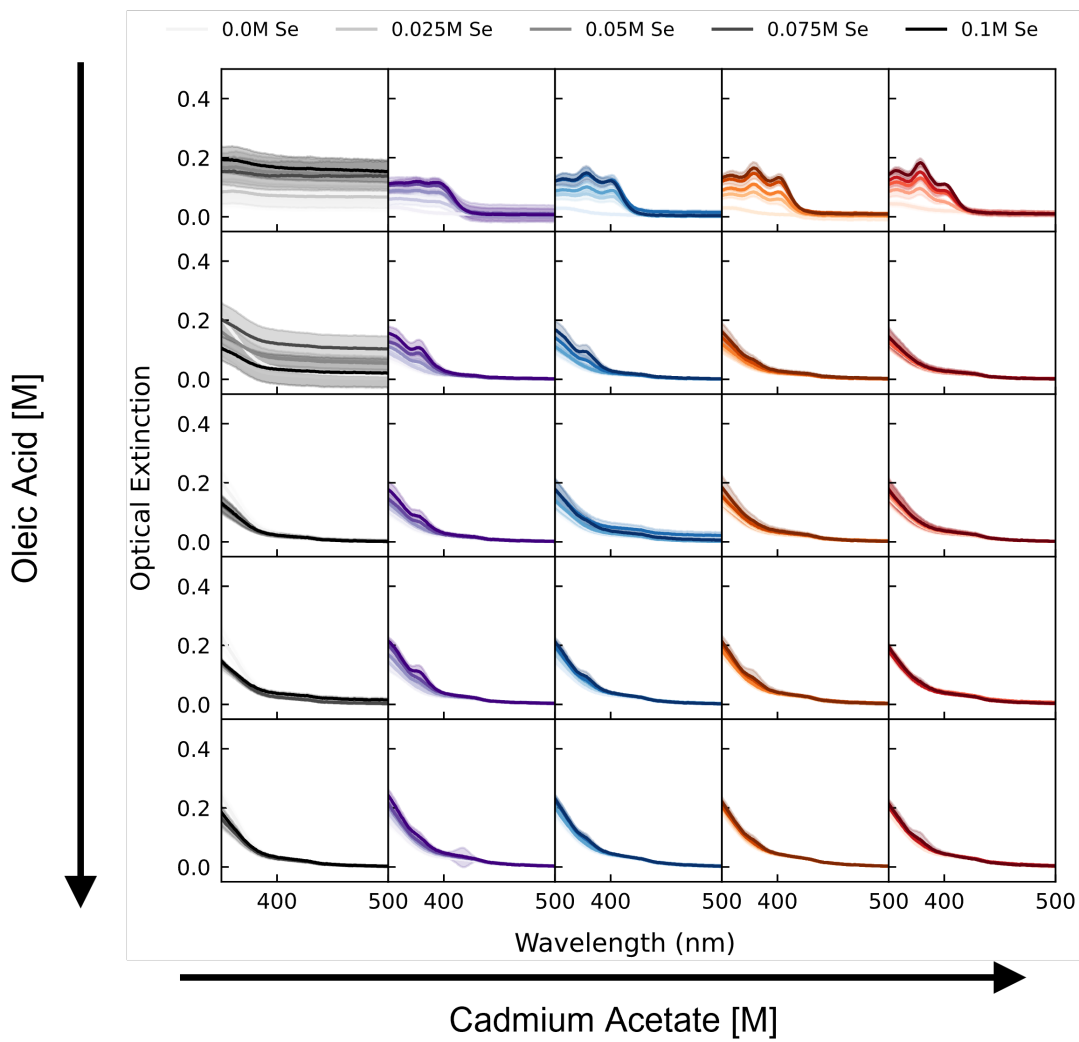 0.0M Se 0.025M Se 0.05M Se 0.075M Se 0.1M Se
0.4
0.2
0.0
0.4
0.2
0.0
0.4
0.2
0.0
0.4
0.2
0.0
0.4
0.2
0.0
Oleic Acid [M]
Optical Extinction
400 500 400 500 400 500 400 500 400 500
Wavelength (nm)
Cadmium Acetate [M]